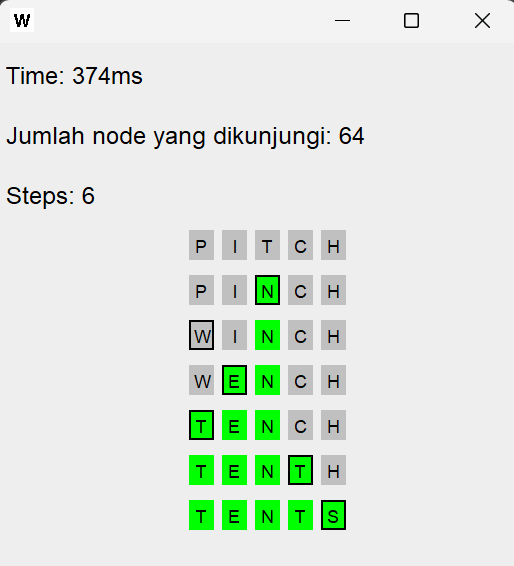 W
Time: 374ms
Jumlah node yang dikunjungi: 64
Steps: 6
P I T C H
P I N C H
W I N C H
W E N C H
T E N C H
T E N T H
T E N T S